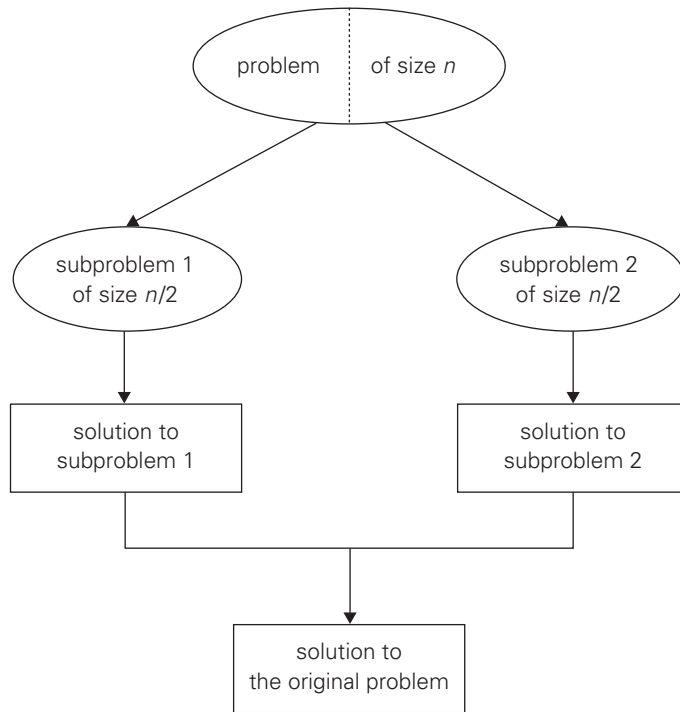 problem of size n
subproblem 1
of size n/2
subproblem 2
of size n/2
solution to
subproblem 1
solution to
subproblem 2
solution to
the original problem